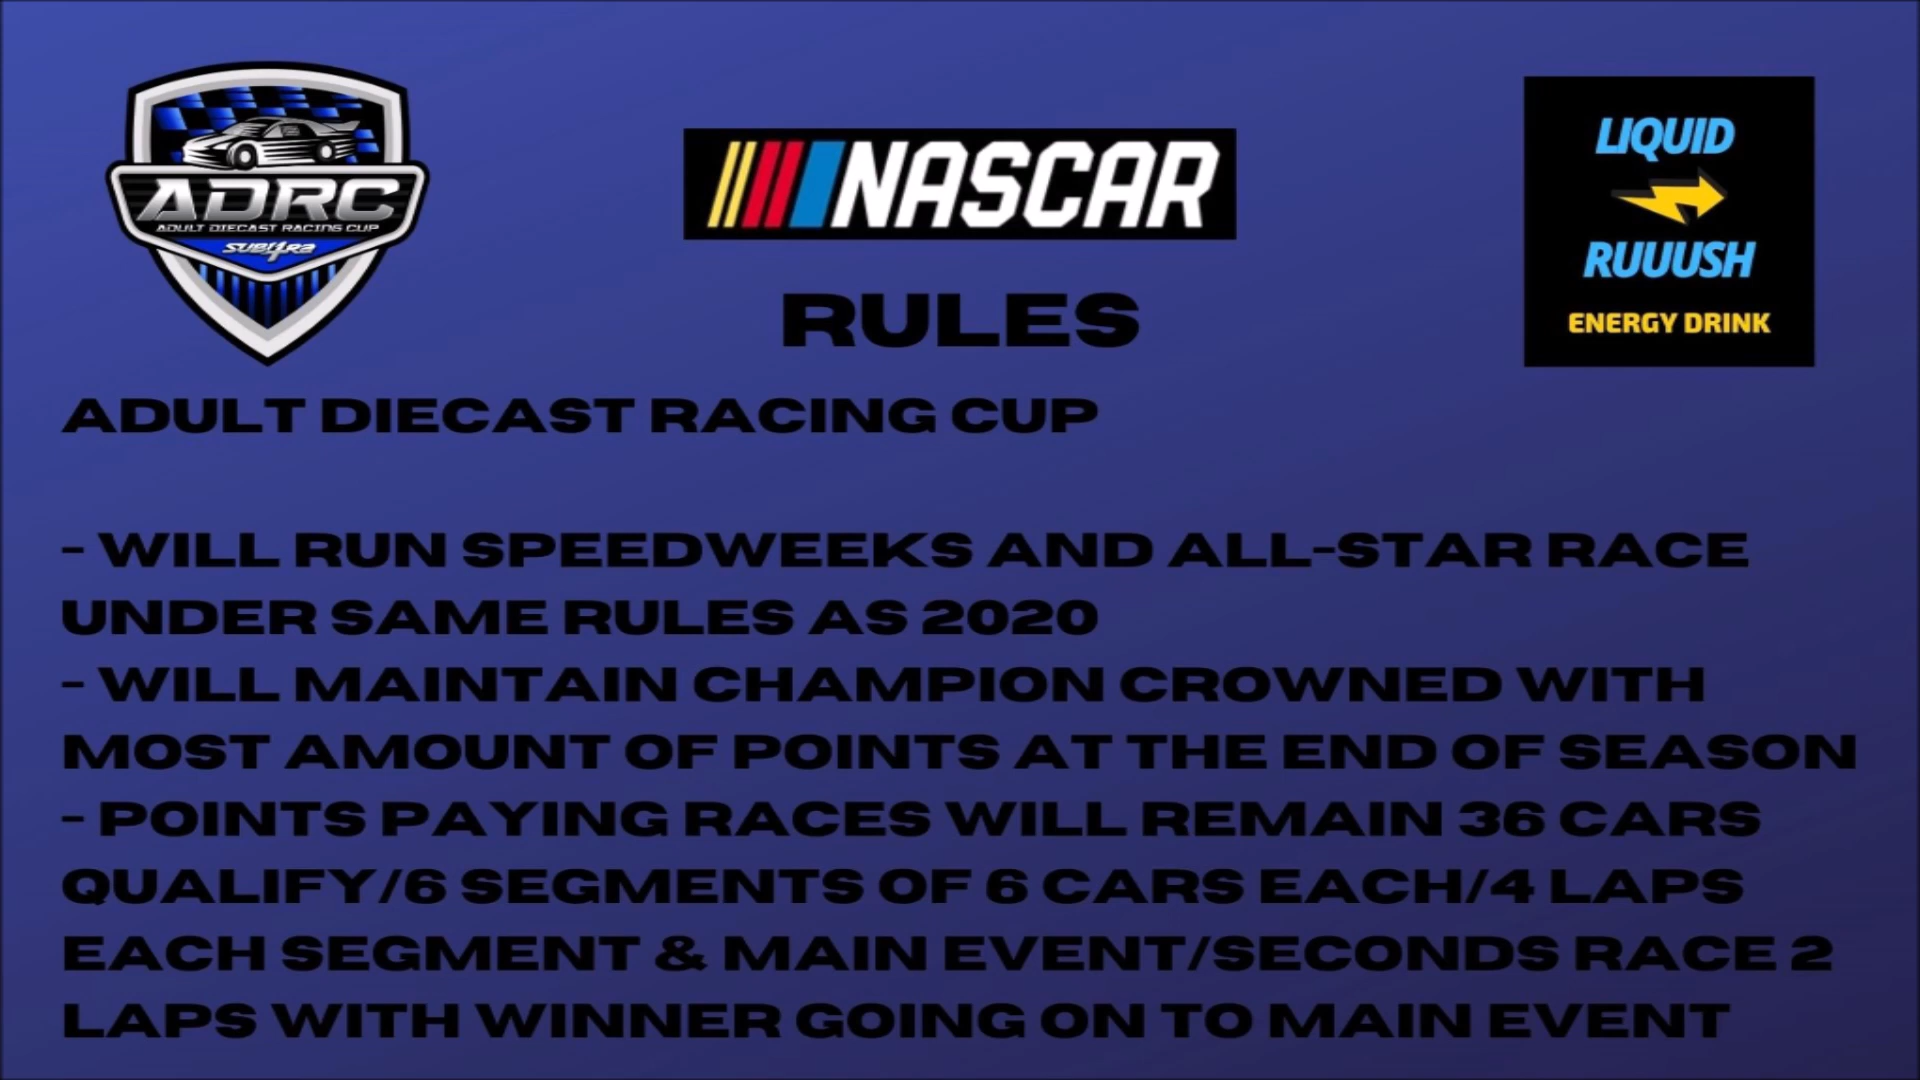 ADRC
ADULT DIECAST RACING CUP
NASCAR
LIQUID
RUUUSH
ENERGY DRINK
RULES
ADULT DIECAST RACING CUP
- WILL RUN SPEEDWEEKS AND ALL-STAR RACE
UNDER SAME RULES AS 2020
- WILL MAINTAIN CHAMPION CROWNED WITH
MOST AMOUNT OF POINTS AT THE END OF SEASON
- POINTS PAYING RACES WILL REMAIN 36 CARS
QUALIFY/6 SEGMENTS OF 6 CARS EACH/4 LAPS
EACH SEGMENT & MAIN EVENT/SECONDS RACE 2
LAPS WITH WINNER GOING ON TO MAIN EVENT